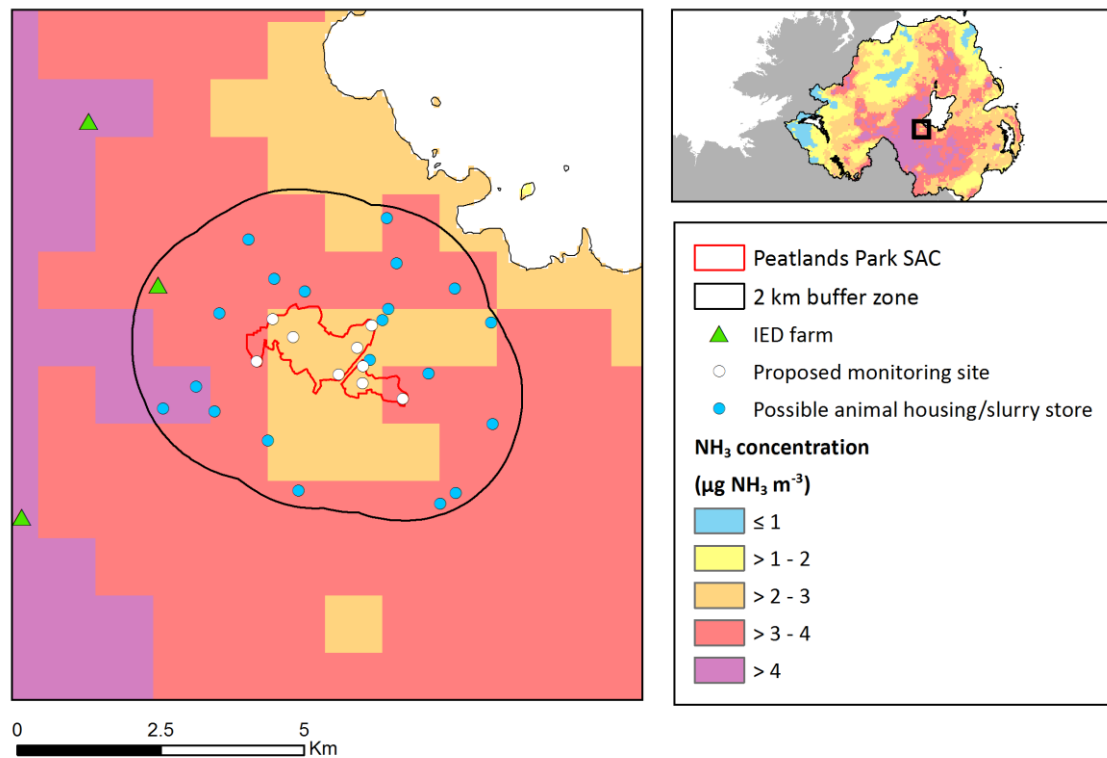 Peatlands Park SAC
2 km buffer zone
IED farm
Proposed monitoring site
Possible animal housing/slurry store
NH₃ concentration
(µg NH₃ m⁻³)
≤ 1
> 1 - 2
> 2 - 3
> 3 - 4
> 4
0 2.5 5
Km